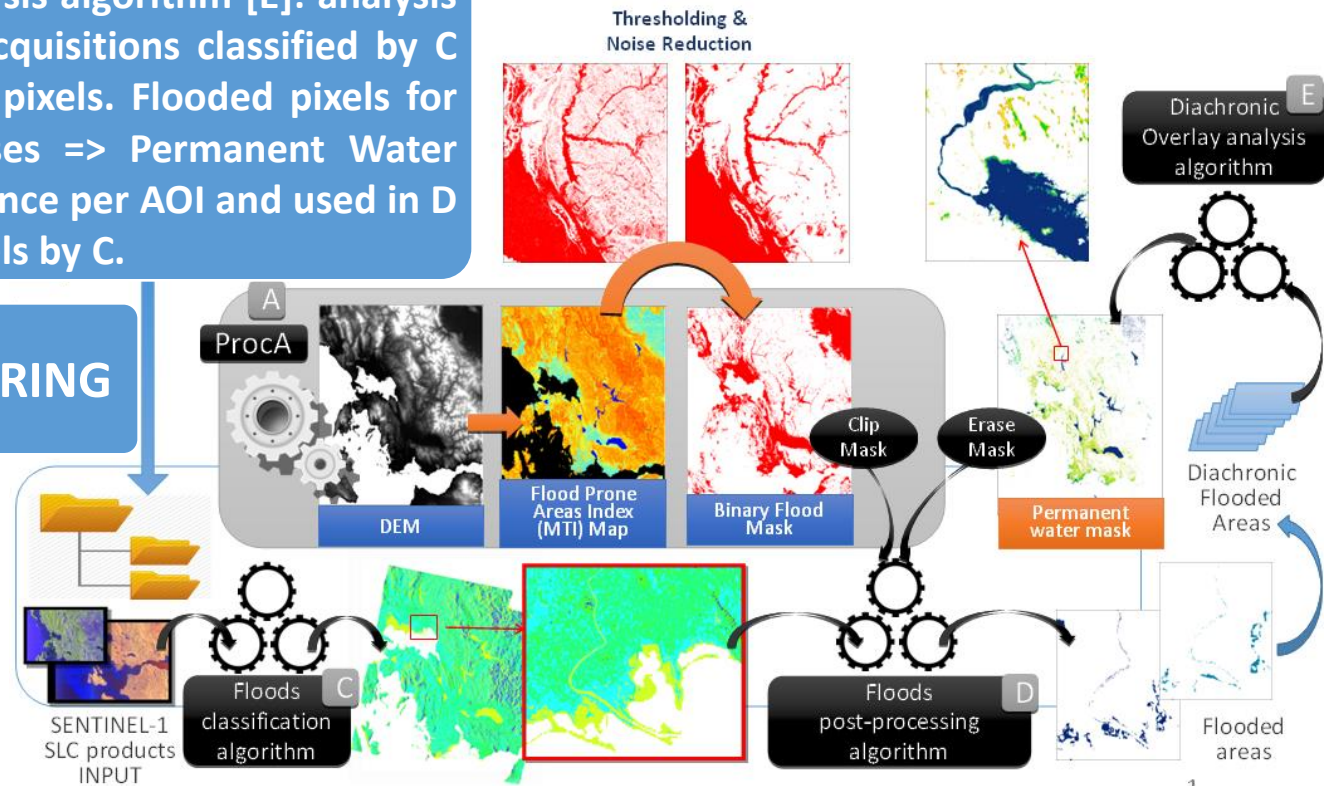 sis algorithm [E]: analysis
cquisitions classified by C
pixels. Flooded pixels for
ses => Permanent Water
nce per AOI and used in D
ls by C.
RING
Thresholding &
Noise Reduction
Diachronic
Overlay analysis
algorithm
E
A
ProcA
DEM
Flood Prone
Areas Index
(MTI) Map
Binary Flood
Mask
Clip
Mask
Erase
Mask
Permanent
water mask
Diachronic
Flooded
Areas
SENTINEL-1
SLC products
INPUT
Floods
classification
algorithm
C
Floods
post-processing
algorithm
D
Flooded
areas
1